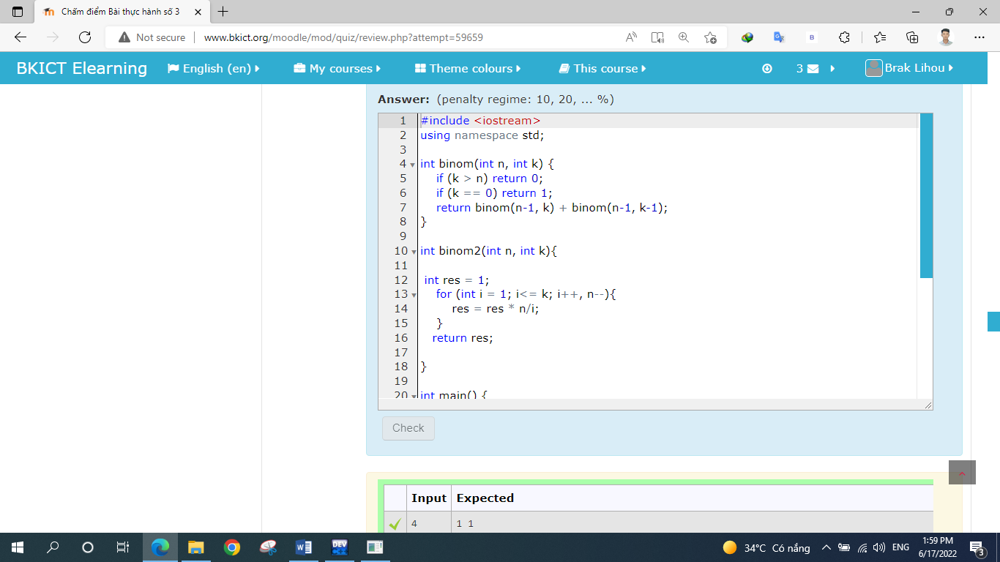 Chấm điểm Bài thực hành số 3
Not secure www.bkict.org/moodle/mod/quiz/review.php?attempt=59659
BKICT Elearning English (en) My courses Theme colours This course 3 Brak Lihou
Answer: (penalty regime: 10, 20, ... %)
1 #include <iostream>
2 using namespace std;
3
4 int binom(int n, int k) {
5 if (k > n) return 0;
6 if (k == 0) return 1;
7 return binom(n-1, k) + binom(n-1, k-1);
8 }
9
10 int binom2(int n, int k){
11
12 int res = 1;
13 for (int i = 1; i<= k; i++, n--){
14 res = res * n/i;
15 }
16 return res;
17
18 }
19
20 int main() {
Check
Input Expected
4 1 1
34°C Có nắng ENG 1:59 PM
6/17/2022 3